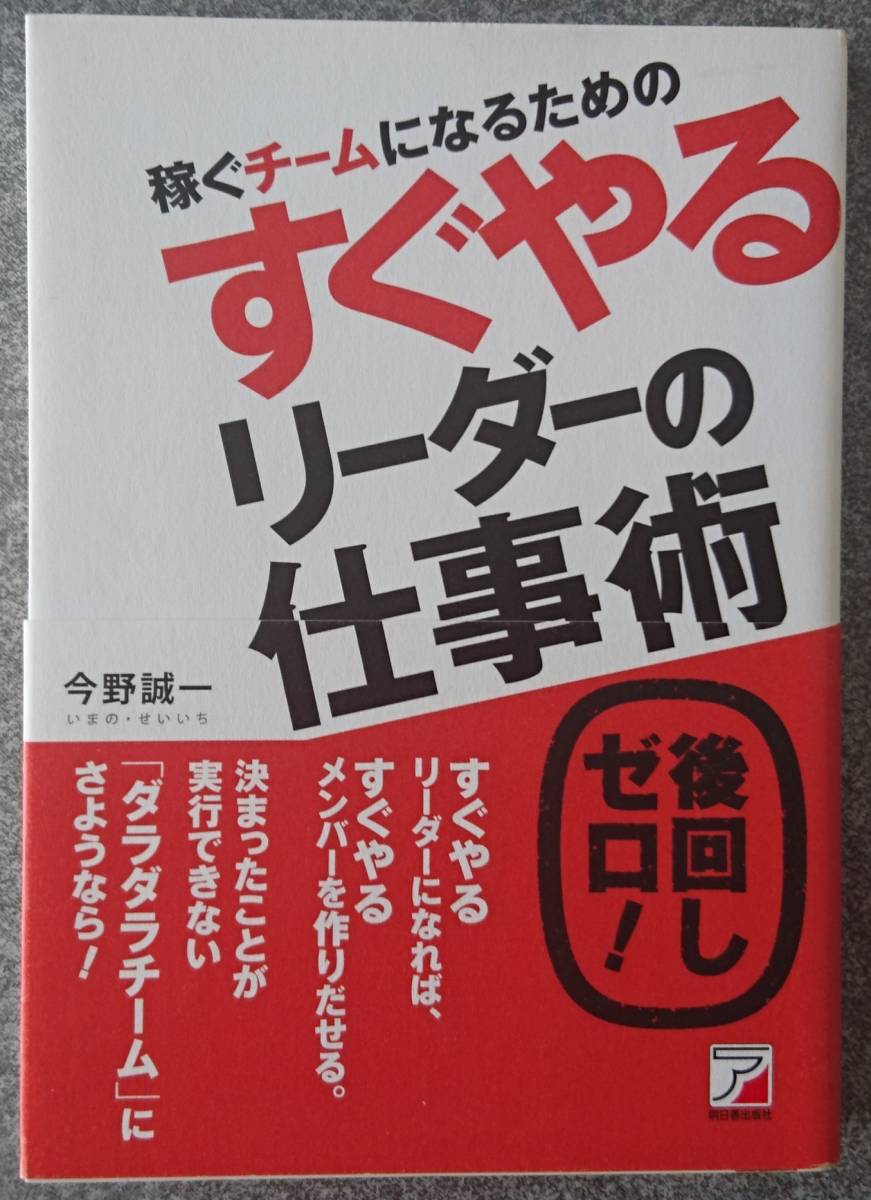 稼ぐチームになるための
すぐやる
リーダーの
仕事術
今野誠一
いまの・せいいち
後回し
ゼロ！
すぐやる
リーダーになれば、
すぐやる
メンバーを作りだせる。
決まったことが
実行できない
「ダラダラチーム」に
さようなら！
ア
明日香出版社